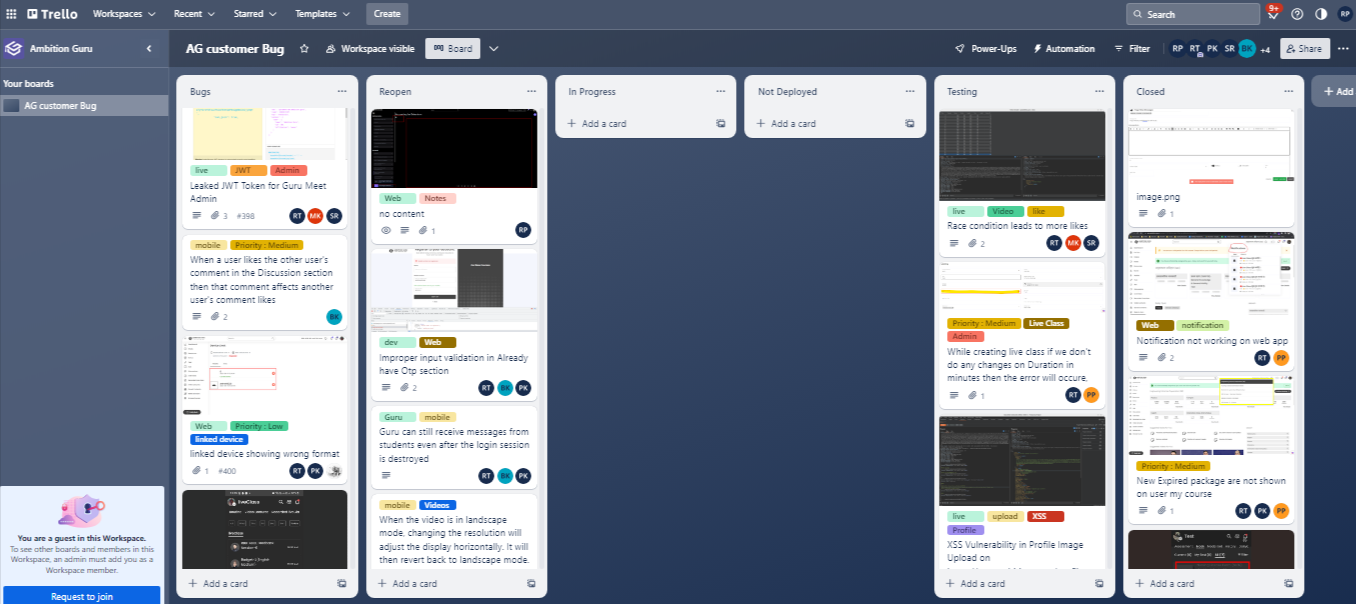 Trello
Workspaces
Recent
Starred
Templates
Create
Search
9+
RP
Ambition Guru
AG customer Bug
Workspace visible
Board
Power-Ups
Automation
Filter
RP RT PK SR BK +4
Share
Your boards
AG customer Bug
You are a guest in this Workspace.
To see other boards and members in this
Workspace, an admin must add you as a
Workspace member.
Request to join
Bugs
live JWT Admin
Leaked JWT Token for Guru Meet
Admin
3 #398 RT MK SR
mobile Priority : Medium
When a user likes the other user's
comment in the Discussion section
then that comment affects another
user's comment likes
2 BK
Web Priority : Low
linked device
linked device showing wrong format
1 #400 RT PK
+ Add a card
Reopen
Web Notes
no content
1 RP
dev Web
Improper input validation in Already
have Otp section
2 RT BK PK
Guru mobile
Guru can still receive messages from
students even after the login session
is destroyed
RT BK PK
mobile Videos
When the video is in landscape
mode, changing the resolution will
adjust the display horizontally. It will
then revert back to landscape mode.
+ Add a card
In Progress
+ Add a card
Not Deployed
+ Add a card
Testing
live Video like
Race condition leads to more likes
2 RT MK SR
Priority : Medium Live Class
Admin
While creating live class if we don't
do any changes on Duration in
minutes then the error will occure,
1 RT PP
live upload XSS
Profile
XSS Vulnerability in Profile Image
Upload on
+ Add a card
Closed
image.png
1
Web notification
Notification not working on web app
2 RT PP
Priority : Medium
New Expired package are not shown
on user my course
1 RT PK PP
+ Add a card
+ Add